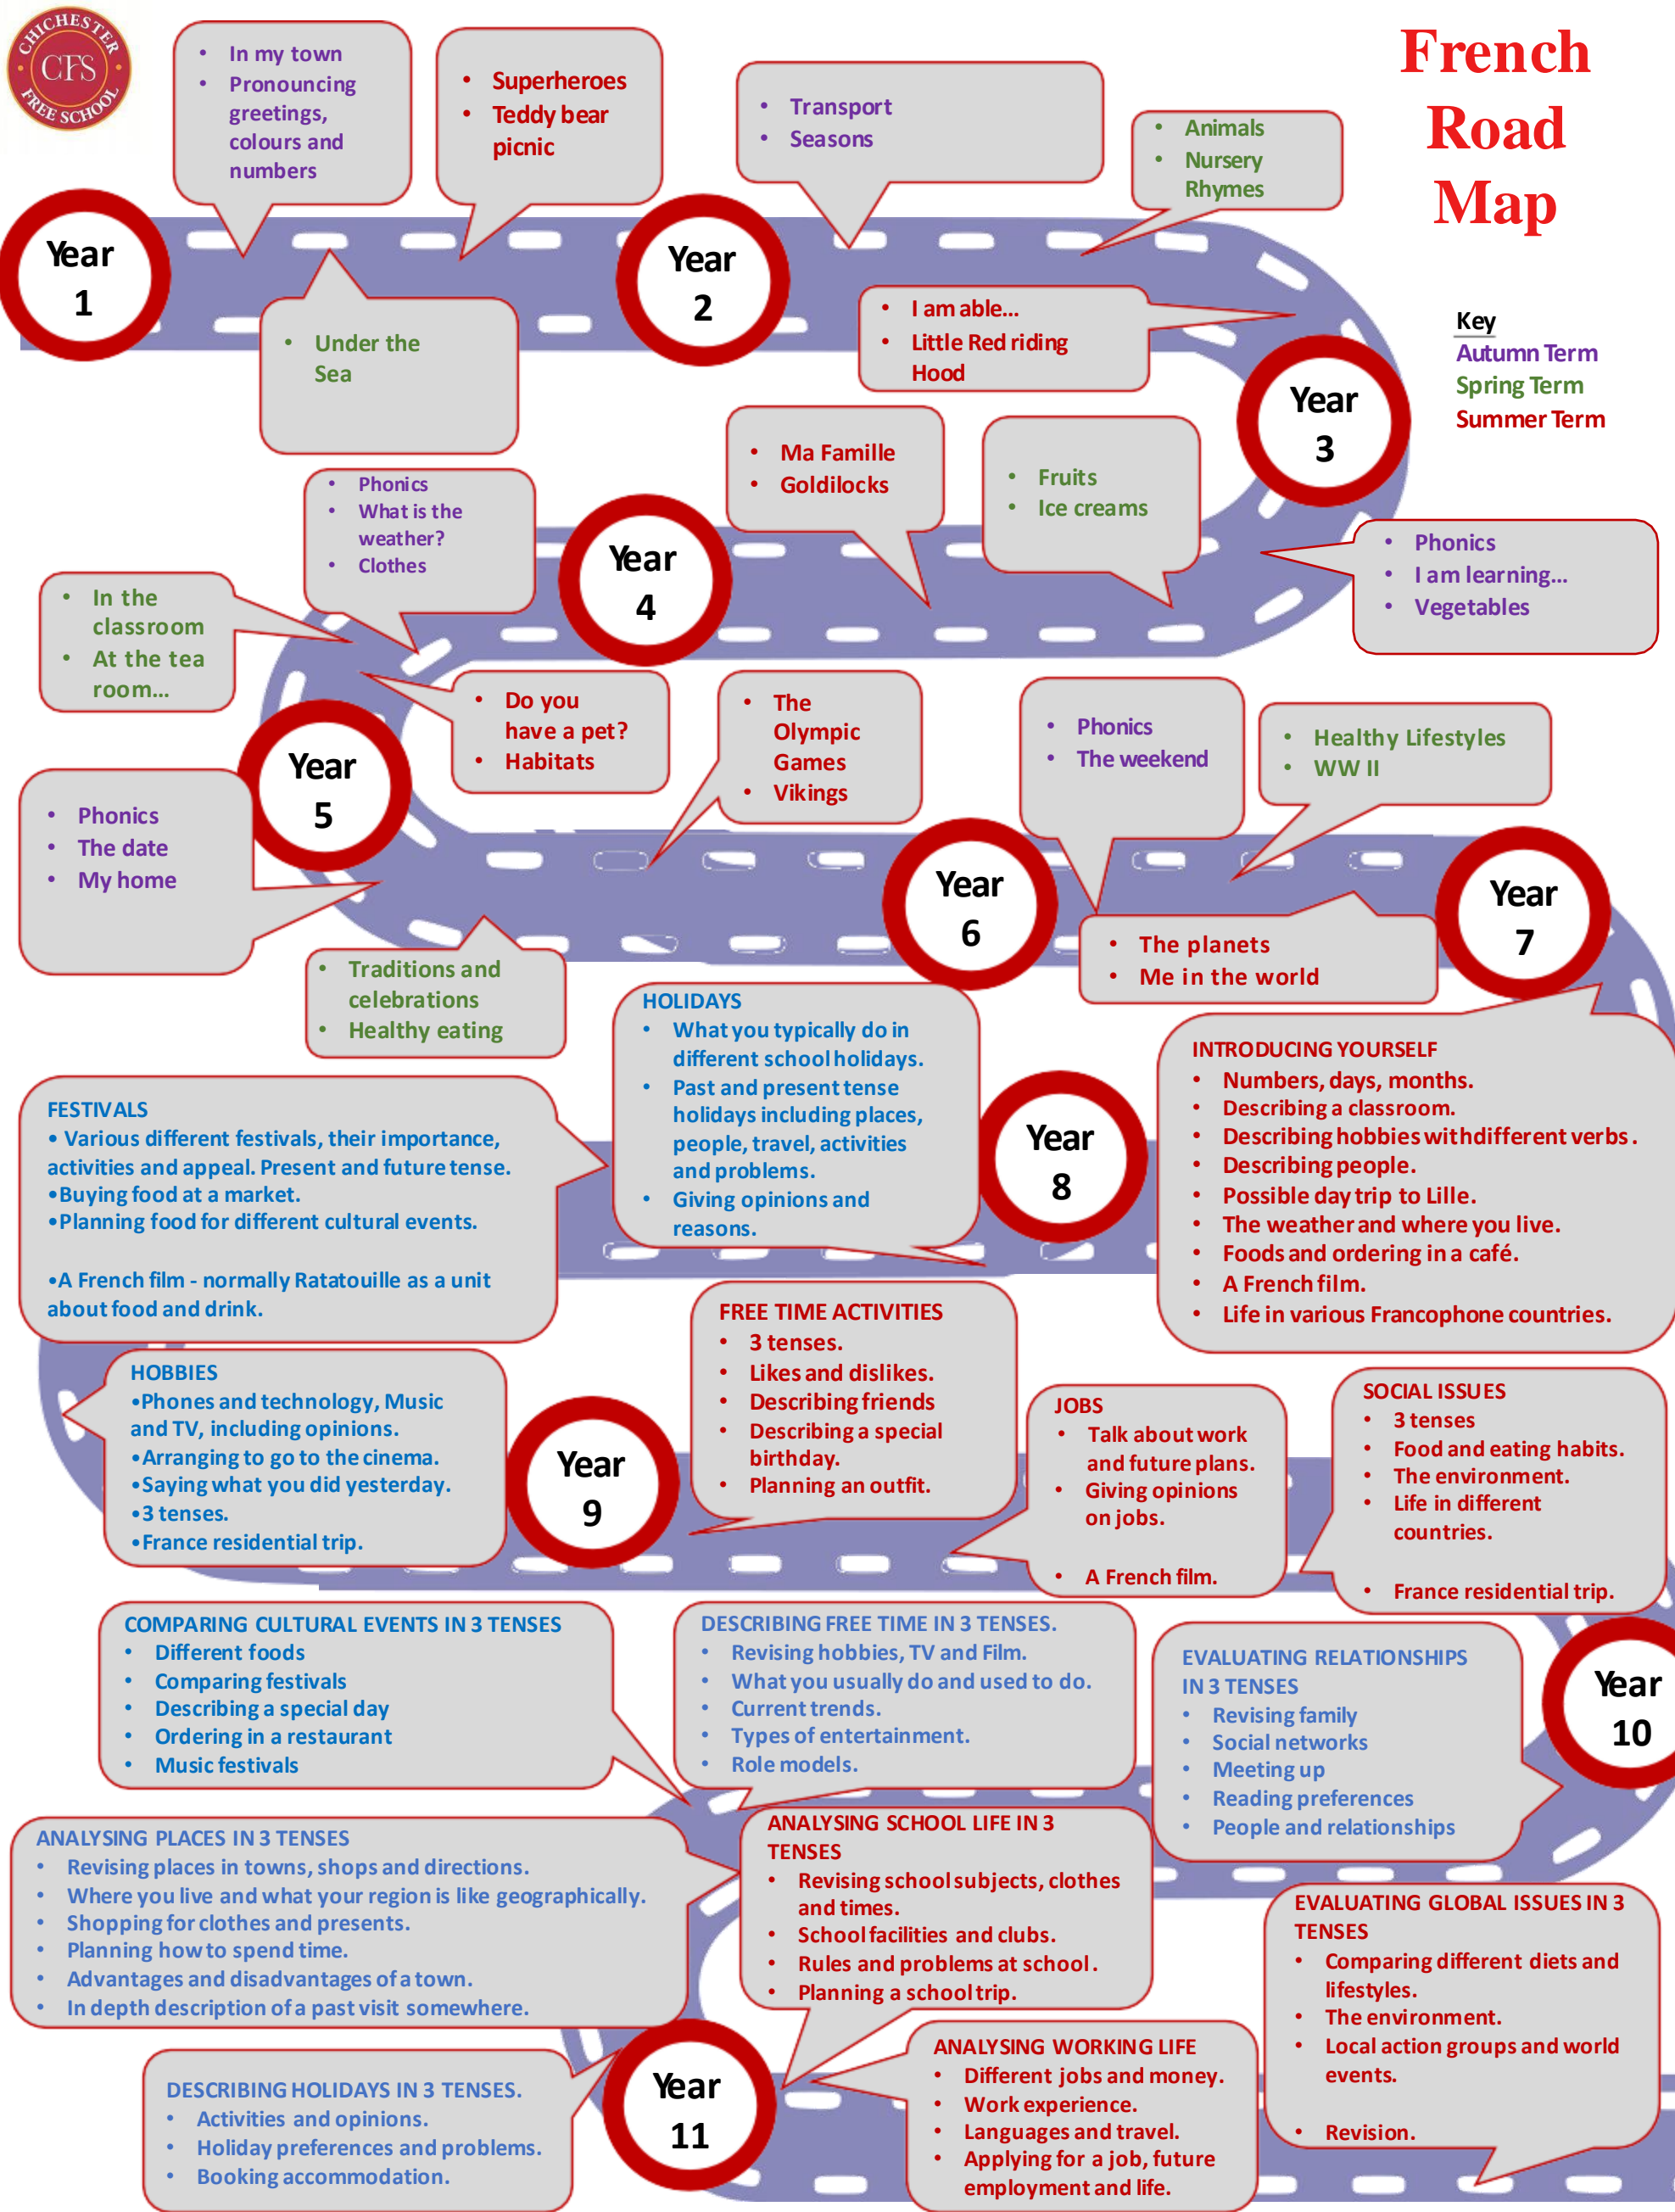 CHICHESTER
CFS
FREE SCHOOL
French
Road
Map
• In my town
• Pronouncing
greetings,
colours and
numbers
• Superheroes
• Teddy bear
picnic
• Transport
• Seasons
• Animals
• Nursery
Rhymes
Year
1
Year
2
• Under the
Sea
• I am able...
• Little Red riding
Hood
Key
Autumn Term
Spring Term
Summer Term
Year
3
• Phonics
• I am learning...
• Vegetables
• Fruits
• Ice creams
• Ma Famille
• Goldilocks
Year
4
• Phonics
• What is the
weather?
• Clothes
• In the
classroom
• At the tea
room...
• Do you
have a pet?
• Habitats
Year
5
• Phonics
• The date
• My home
• Traditions and
celebrations
• Healthy eating
• The
Olympic
Games
• Vikings
Year
6
• Phonics
• The weekend
• Healthy Lifestyles
• WW II
• The planets
• Me in the world
Year
7
INTRODUCING YOURSELF
• Numbers, days, months.
• Describing a classroom.
• Describing hobbies withdifferent verbs.
• Describing people.
• Possible day trip to Lille.
• The weather and where you live.
• Foods and ordering in a café.
• A French film.
• Life in various Francophone countries.
Year
8
HOLIDAYS
• What you typically do in
different school holidays.
• Past and present tense
holidays including places,
people, travel, activities
and problems.
• Giving opinions and
reasons.
FESTIVALS
• Various different festivals, their importance,
activities and appeal. Present and future tense.
•Buying food at a market.
•Planning food for different cultural events.
•A French film - normally Ratatouille as a unit
about food and drink.
HOBBIES
•Phones and technology, Music
and TV, including opinions.
•Arranging to go to the cinema.
•Saying what you did yesterday.
•3 tenses.
•France residential trip.
Year
9
FREE TIME ACTIVITIES
• 3 tenses.
• Likes and dislikes.
• Describing friends
• Describing a special
birthday.
• Planning an outfit.
JOBS
• Talk about work
and future plans.
• Giving opinions
on jobs.
• A French film.
SOCIAL ISSUES
• 3 tenses
• Food and eating habits.
• The environment.
• Life in different
countries.
• France residential trip.
Year
10
EVALUATING RELATIONSHIPS
IN 3 TENSES
• Revising family
• Social networks
• Meeting up
• Reading preferences
• People and relationships
DESCRIBING FREE TIME IN 3 TENSES.
• Revising hobbies, TV and Film.
• What you usually do and used to do.
• Current trends.
• Types of entertainment.
• Role models.
COMPARING CULTURAL EVENTS IN 3 TENSES
• Different foods
• Comparing festivals
• Describing a special day
• Ordering in a restaurant
• Music festivals
ANALYSING PLACES IN 3 TENSES
• Revising places in towns, shops and directions.
• Where you live and what your region is like geographically.
• Shopping for clothes and presents.
• Planning how to spend time.
• Advantages and disadvantages of a town.
• In depth description of a past visit somewhere.
DESCRIBING HOLIDAYS IN 3 TENSES.
• Activities and opinions.
• Holiday preferences and problems.
• Booking accommodation.
Year
11
ANALYSING SCHOOL LIFE IN 3
TENSES
• Revising school subjects, clothes
and times.
• School facilities and clubs.
• Rules and problems at school.
• Planning a school trip.
ANALYSING WORKING LIFE
• Different jobs and money.
• Work experience.
• Languages and travel.
• Applying for a job, future
employment and life.
EVALUATING GLOBAL ISSUES IN 3
TENSES
• Comparing different diets and
lifestyles.
• The environment.
• Local action groups and world
events.
• Revision.